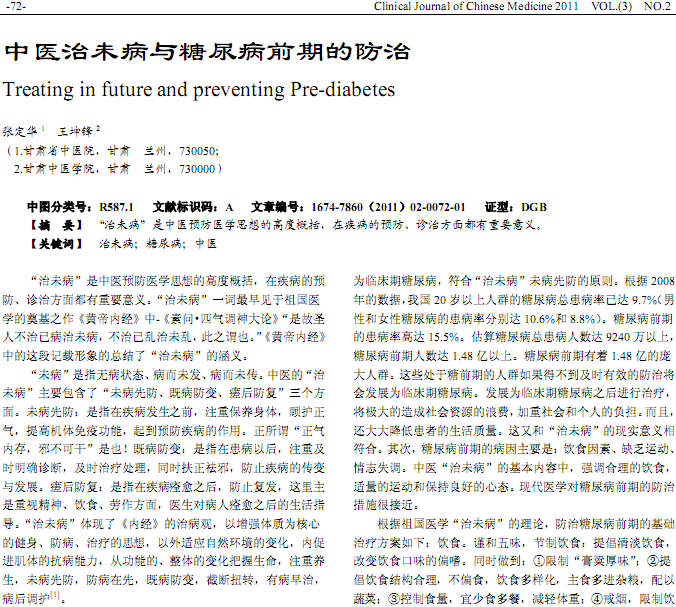 -72-
Clinical Journal of Chinese Medicine 2011 VOL.(3) NO.2
中医治未病与糖尿病前期的防治
Treating in future and preventing Pre-diabetes
张定华 1 王坤锋 2
（1.甘肃省中医院，甘肃 兰州，730050；
2.甘肃中医学院，甘肃 兰州，730000）
中图分类号：R587.1 文献标识码：A 文章编号：1674-7860（2011）02-0072-01 证型：DGB
【摘 要】 “治未病”是中医预防医学思想的高度概括，在疾病的预防、诊治方面都有重要意义。
【关键词】 治未病；糖尿病；中医
“治未病”是中医预防医学思想的高度概括，在疾病的预
防、诊治方面都有重要意义。“治未病”一词最早见于祖国医
学的奠基之作《黄帝内经》中-《素问·四气调神大论》“是故圣
人不治已病治未病，不治已乱治未乱，此之谓也。”《黄帝内经》
中的这段记载形象的总结了“治未病”的涵义。
“未病”是指无病状态、病而未发、病而未传。中医的“治
未病”主要包含了“未病先防、既病防变、瘥后防复”三个方
面。未病先防：是指在疾病发生之前，注重保养身体，顾护正
气，提高机体免疫功能，起到预防疾病的作用。正所谓“正气
内存，邪不可干”是也！既病防变：是指在患病以后，注重及
时明确诊断，及时治疗处理，同时扶正祛邪，防止疾病的传变
与发展。瘥后防复：是指在疾病痊愈之后，防止复发，这里主
是重视精神、饮食、劳作方面，医生对病人痊愈之后的生活指
导。“治未病”体现了《内经》的治病观，以增强体质为核心
的健身、防病、治疗的思想，以外适应自然环境的变化，内促
进肌体的抗病能力，从功能的、整体的变化把握生命，注重养
生，未病先防，防病在先，既病防变，截断扭转，有病早治，
病后调护[1]。
为临床期糖尿病，符合“治未病”未病先防的原则。根据 2008
年的数据，我国 20 岁以上人群的糖尿病总患病率已达 9.7%(男
性和女性糖尿病的患病率分别达 10.6%和 8.8%)。糖尿病前期
的患病率高达 15.5%。估算糖尿病总患病人数达 9240 万以上，
糖尿病前期人数达 1.48 亿以上。糖尿病前期有着 1.48 亿的庞
大人群。这些处于糖前期的人群如果得不到及时有效的防治将
会发展为临床期糖尿病。发展为临床期糖尿病之后进行治疗，
将极大的造成社会资源的浪费，加重社会和个人的负担。而且，
还大大降低患者的生活质量。这又和“治未病”的现实意义相
符合。其次，糖尿病前期的病因主要是：饮食因素、缺乏运动、
情志失调。中医“治未病”的基本内容中，强调合理的饮食，
适量的运动和保持良好的心态。现代医学对糖尿病前期的防治
措施很接近。
根据祖国医学“治未病”的理论，防治糖尿病前期的基础
治疗方案如下：饮食。谨和五味，节制饮食：提倡清淡饮食，
改变饮食口味的偏嗜。同时做到：①限制“膏粱厚味”；②提
倡饮食结构合理，不偏食，饮食多样化，主食多进杂粮，配以
蔬菜；③控制食量，宜少食多餐，减轻体重；④戒烟，限制饮